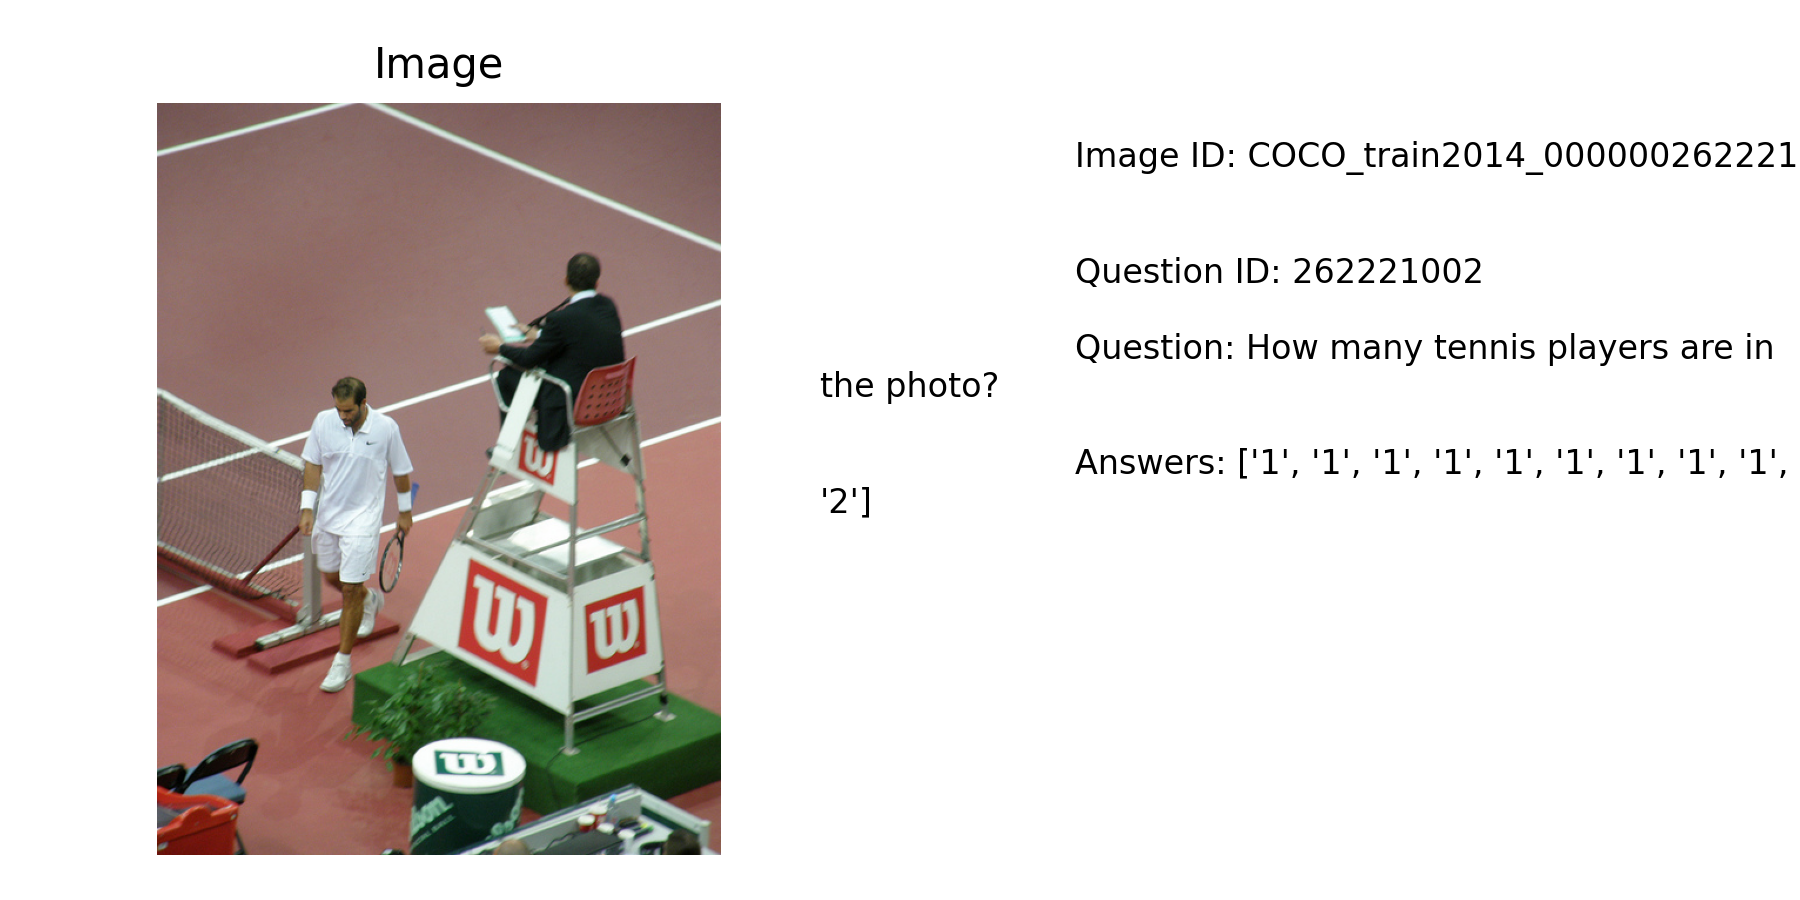 Image
Image ID: COCO_train2014_000000262221
Question ID: 262221002
Question: How many tennis players are in
the photo?
Answers: ['1', '1', '1', '1', '1', '1', '1', '1', '1',
'2']
W
W
W
W